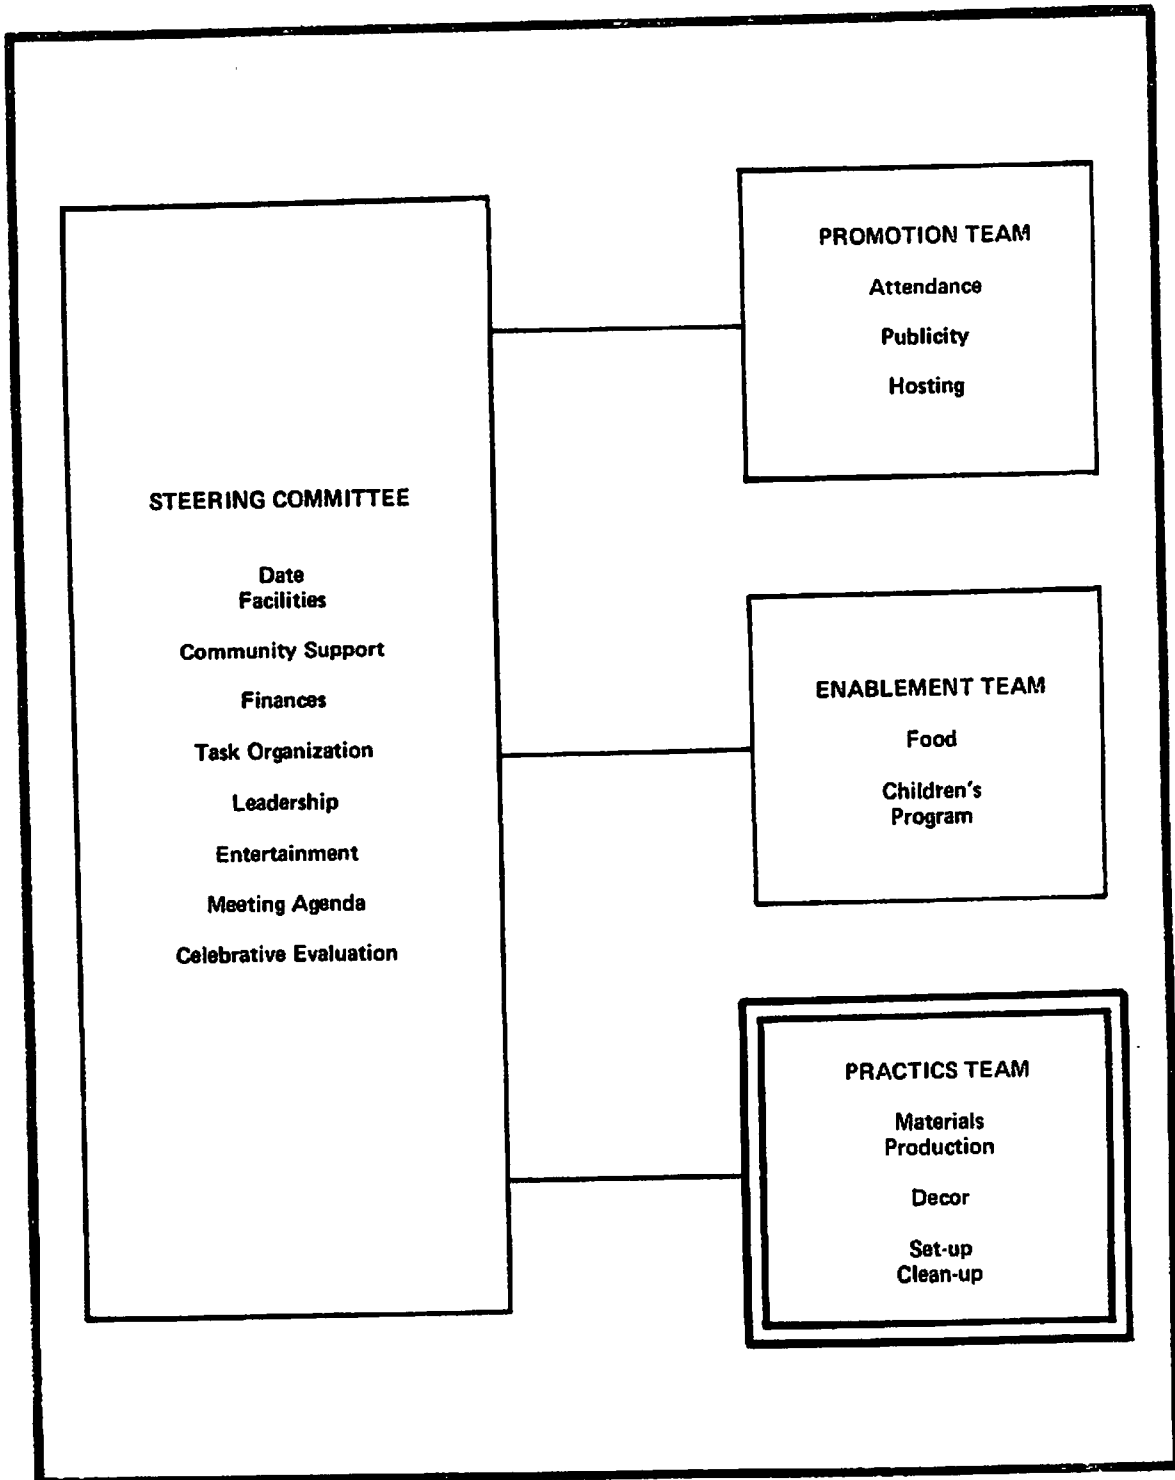 STEERING COMMITTEE
Date
Facilities
Community Support
Finances
Task Organization
Leadership
Entertainment
Meeting Agenda
Celebrative Evaluation
PROMOTION TEAM
Attendance
Publicity
Hosting
ENABLEMENT TEAM
Food
Children's
Program
PRACTICS TEAM
Materials
Production
Decor
Set-up
Clean-up